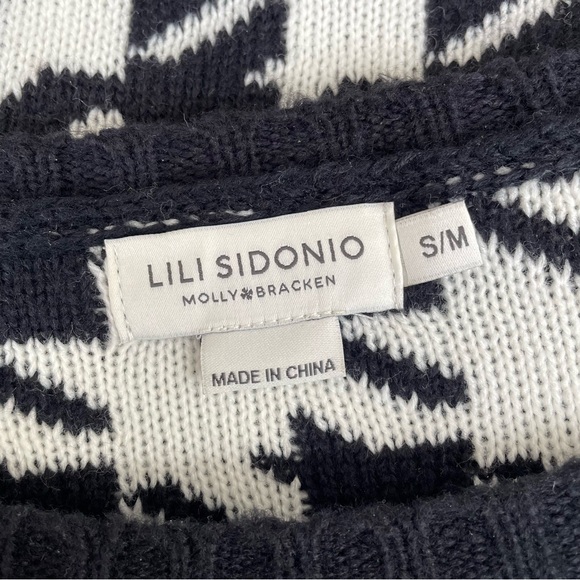 LILI SIDONIO
MOLLY BRACKEN
S/M
MADE IN CHINA